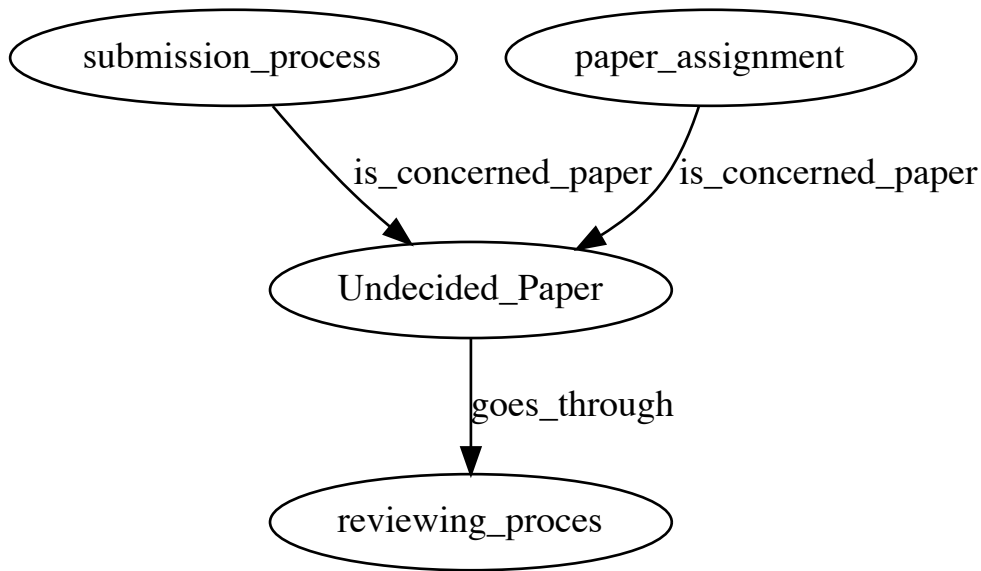 submission_process
paper_assignment
is_concerned_paper
is_concerned_paper
Undecided_Paper
goes_through
reviewing_proces